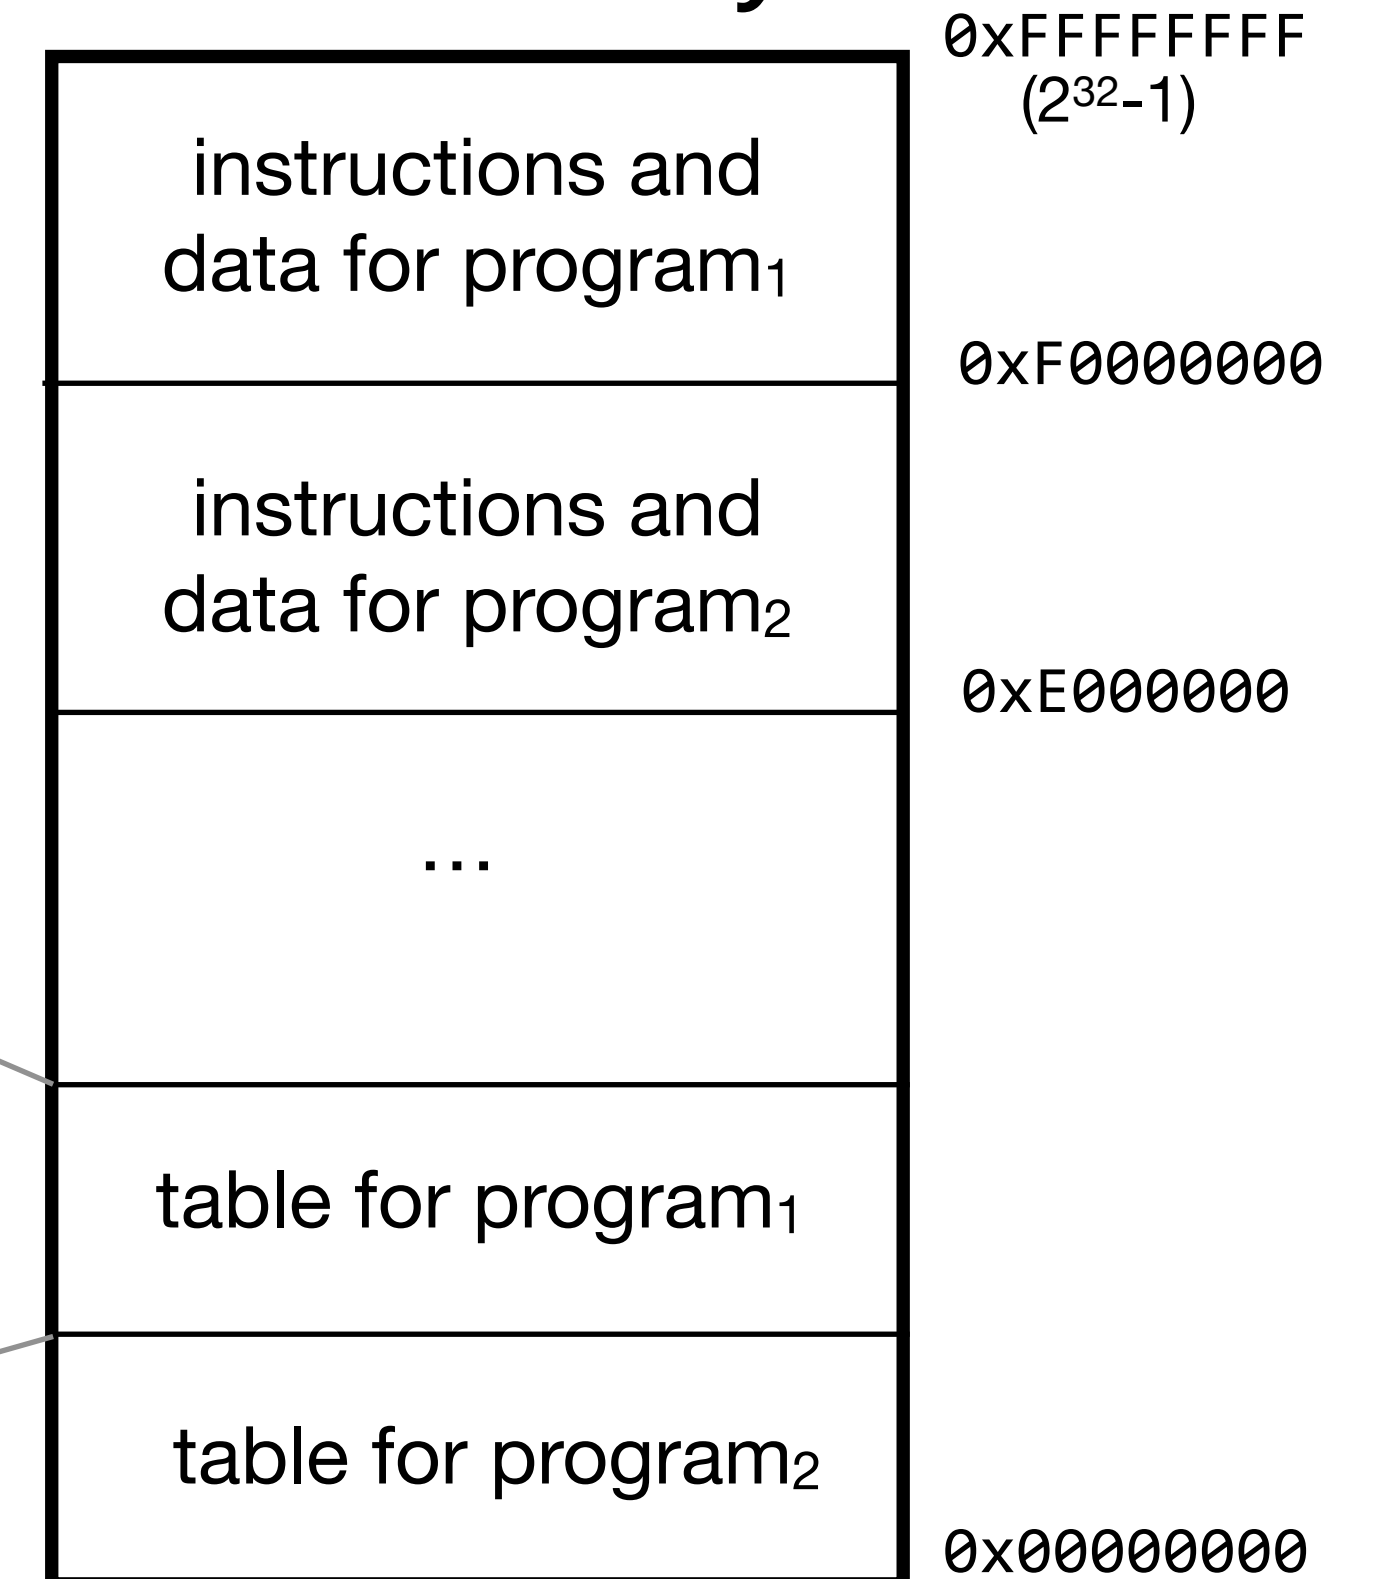 0xFFFFFFFF
(2³²-1)
instructions and
data for program₁
0xF0000000
instructions and
data for program₂
0xE000000
...
table for program₁
table for program₂
0x00000000